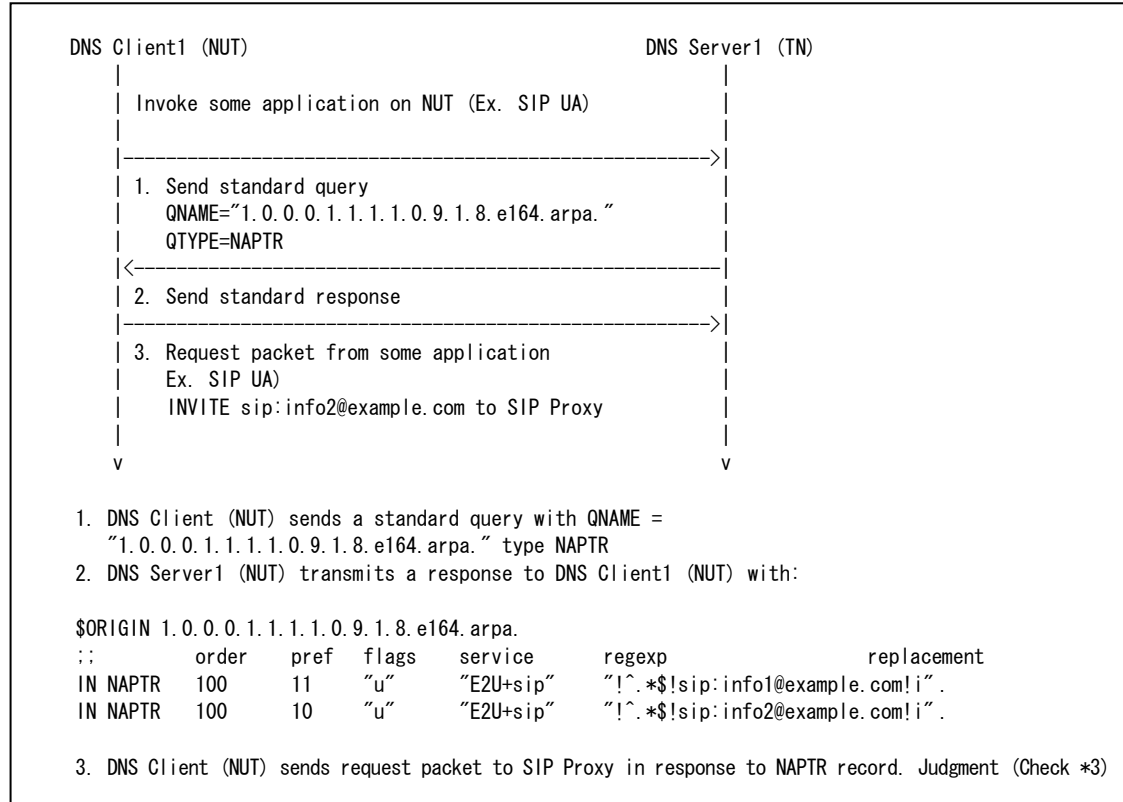 DNS Client1 (NUT) DNS Server1 (TN)
| |
| Invoke some application on NUT (Ex. SIP UA) |
| |
|------------------------------------------------------->|
| 1. Send standard query |
| QNAME="1.0.0.0.1.1.1.1.0.9.1.8.e164.arpa." |
| QTYPE=NAPTR |
|<-------------------------------------------------------|
| 2. Send standard response |
|------------------------------------------------------->|
| 3. Request packet from some application |
| Ex. SIP UA) |
| INVITE sip:info2@example.com to SIP Proxy |
| |
v v
1. DNS Client (NUT) sends a standard query with QNAME =
"1.0.0.0.1.1.1.1.0.9.1.8.e164.arpa." type NAPTR
2. DNS Server1 (NUT) transmits a response to DNS Client1 (NUT) with:
$ORIGIN 1.0.0.0.1.1.1.1.0.9.1.8.e164.arpa.
;; order pref flags service regexp replacement
IN NAPTR 100 11 "u" "E2U+sip" "!^.*$!sip:info1@example.com!i" .
IN NAPTR 100 10 "u" "E2U+sip" "!^.*$!sip:info2@example.com!i" .
3. DNS Client (NUT) sends request packet to SIP Proxy in response to NAPTR record. Judgment (Check *3)